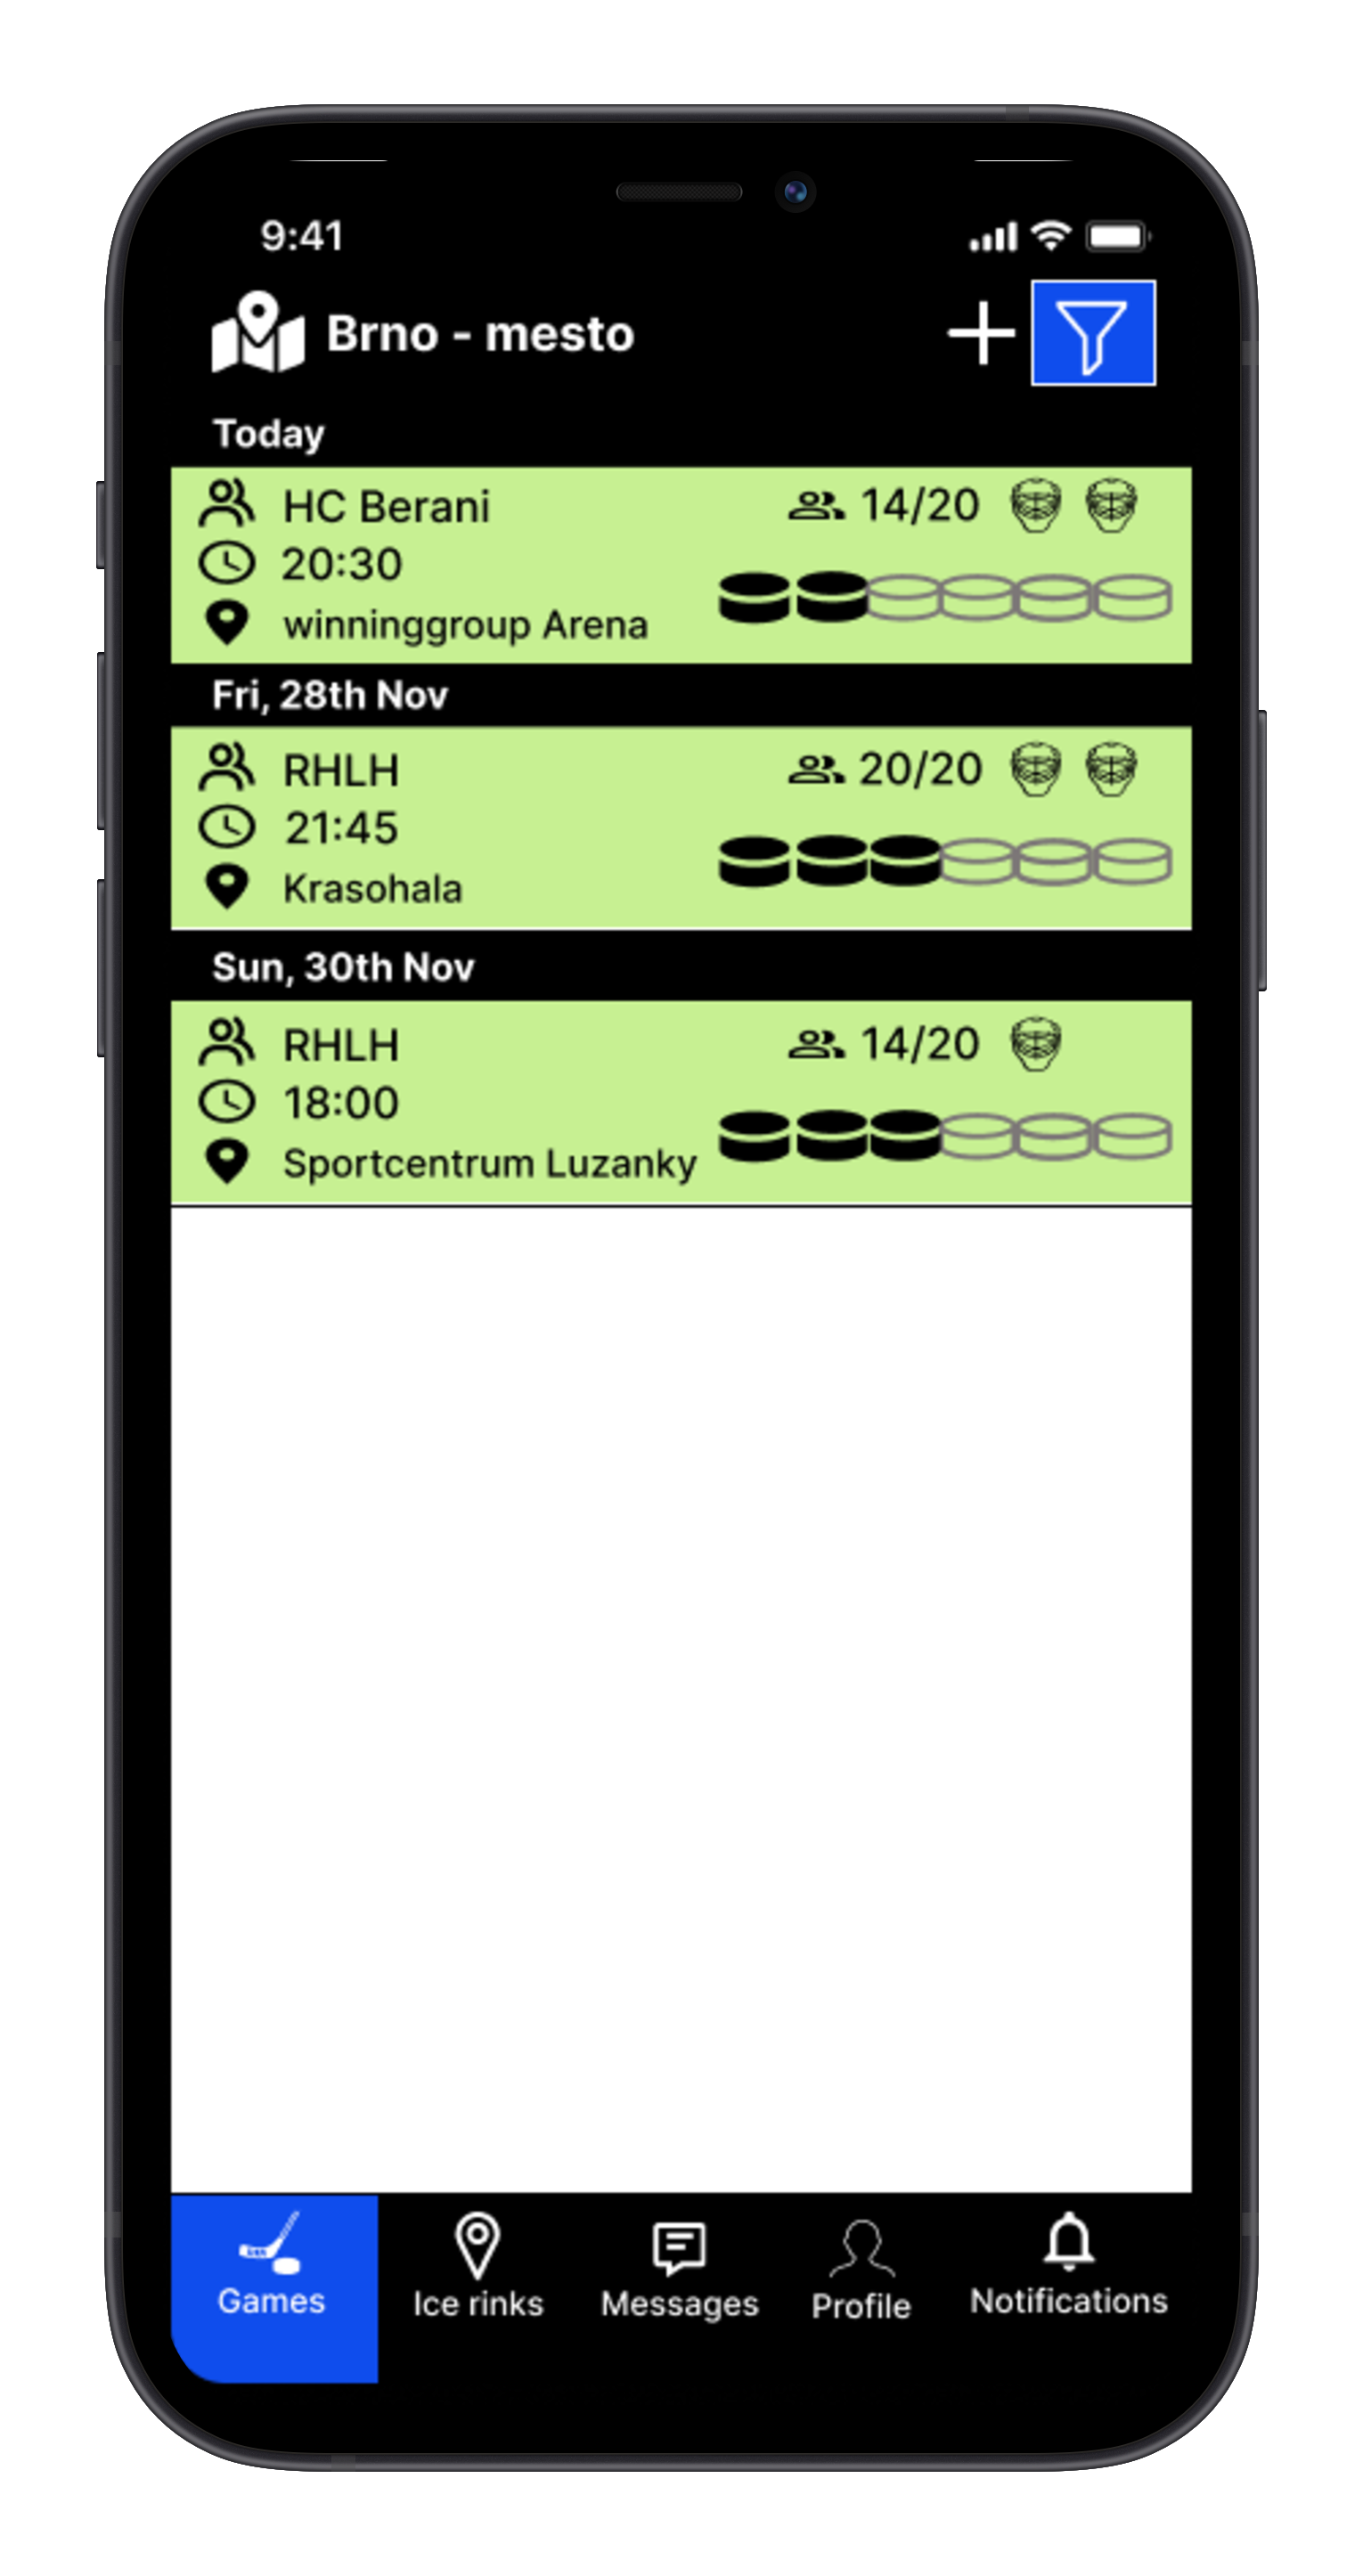 9:41
Brno - mesto
Today
HC Berani 14/20
20:30
winninggroup Arena
Fri, 28th Nov
RHLH 20/20
21:45
Krasohala
Sun, 30th Nov
RHLH 14/20
18:00
Sportcentrum Luzanky
Games Ice rinks Messages Profile Notifications